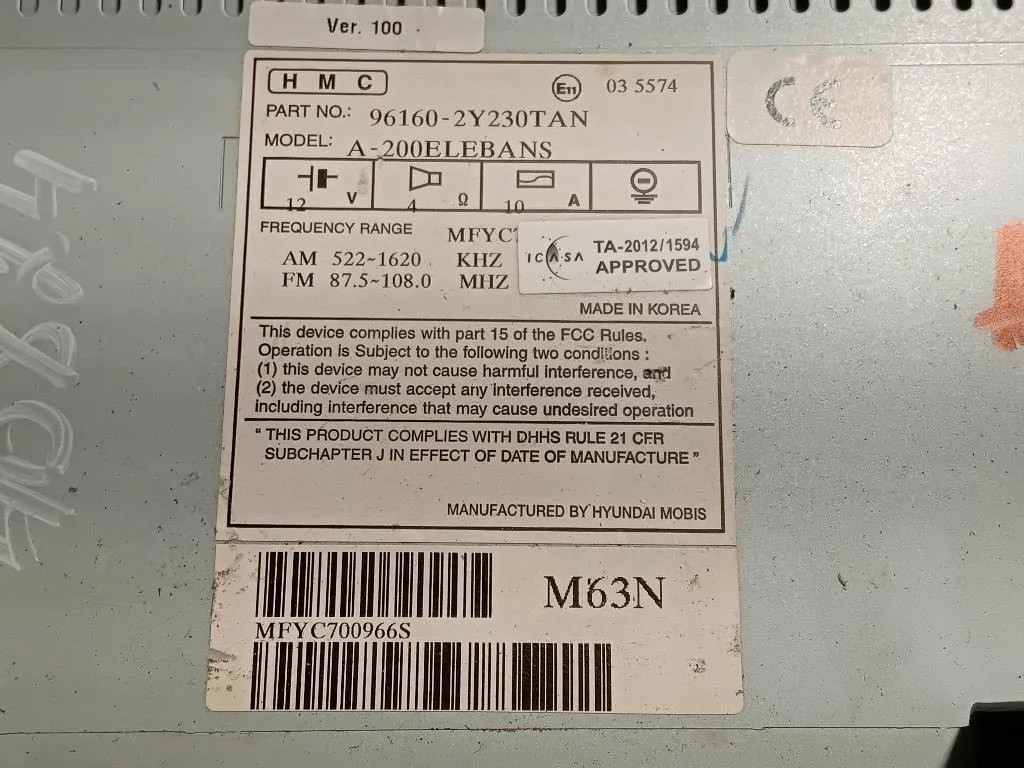 Ver. 100
HMC E11 03 5574
PART NO.: 96160-2Y230TAN
MODEL: A-200ELEBANS
12 V 4 Ω 10 A
FREQUENCY RANGE MFYC7
AM 522~1620 KHZ
FM 87.5~108.0 MHZ
ICASA TA-2012/1594
APPROVED
CE
MADE IN KOREA
This device complies with part 15 of the FCC Rules.
Operation is Subject to the following two conditions :
(1) this device may not cause harmful interference, and
(2) the device must accept any interference received,
including interference that may cause undesired operation
“ THIS PRODUCT COMPLIES WITH DHHS RULE 21 CFR
SUBCHAPTER J IN EFFECT OF DATE OF MANUFACTURE ”
MANUFACTURED BY HYUNDAI MOBIS
M63N
MFYC700966S